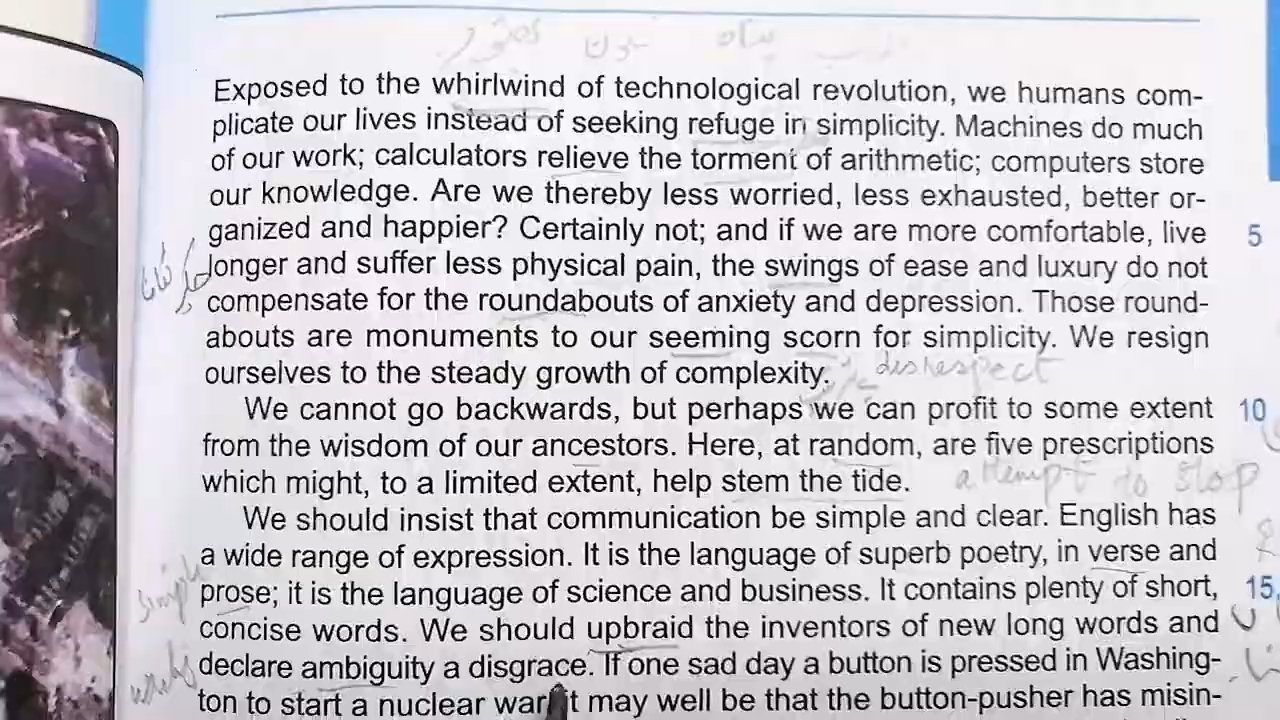 Exposed to the whirlwind of technological revolution, we humans com-
plicate our lives instead of seeking refuge in simplicity. Machines do much
of our work; calculators relieve the torment of arithmetic; computers store
our knowledge. Are we thereby less worried, less exhausted, better or-
ganized and happier? Certainly not; and if we are more comfortable, live 5
longer and suffer less physical pain, the swings of ease and luxury do not
compensate for the roundabouts of anxiety and depression. Those round-
abouts are monuments to our seeming scorn for simplicity. We resign
ourselves to the steady growth of complexity.
disrespect
We cannot go backwards, but perhaps we can profit to some extent 10
from the wisdom of our ancestors. Here, at random, are five prescriptions
which might, to a limited extent, help stem the tide. attempt to stop
We should insist that communication be simple and clear. English has
a wide range of expression. It is the language of superb poetry, in verse and
simple prose; it is the language of science and business. It contains plenty of short, 15
concise words. We should upbraid the inventors of new long words and
declare ambiguity a disgrace. If one sad day a button is pressed in Washing-
ton to start a nuclear war it may well be that the button-pusher has misin-